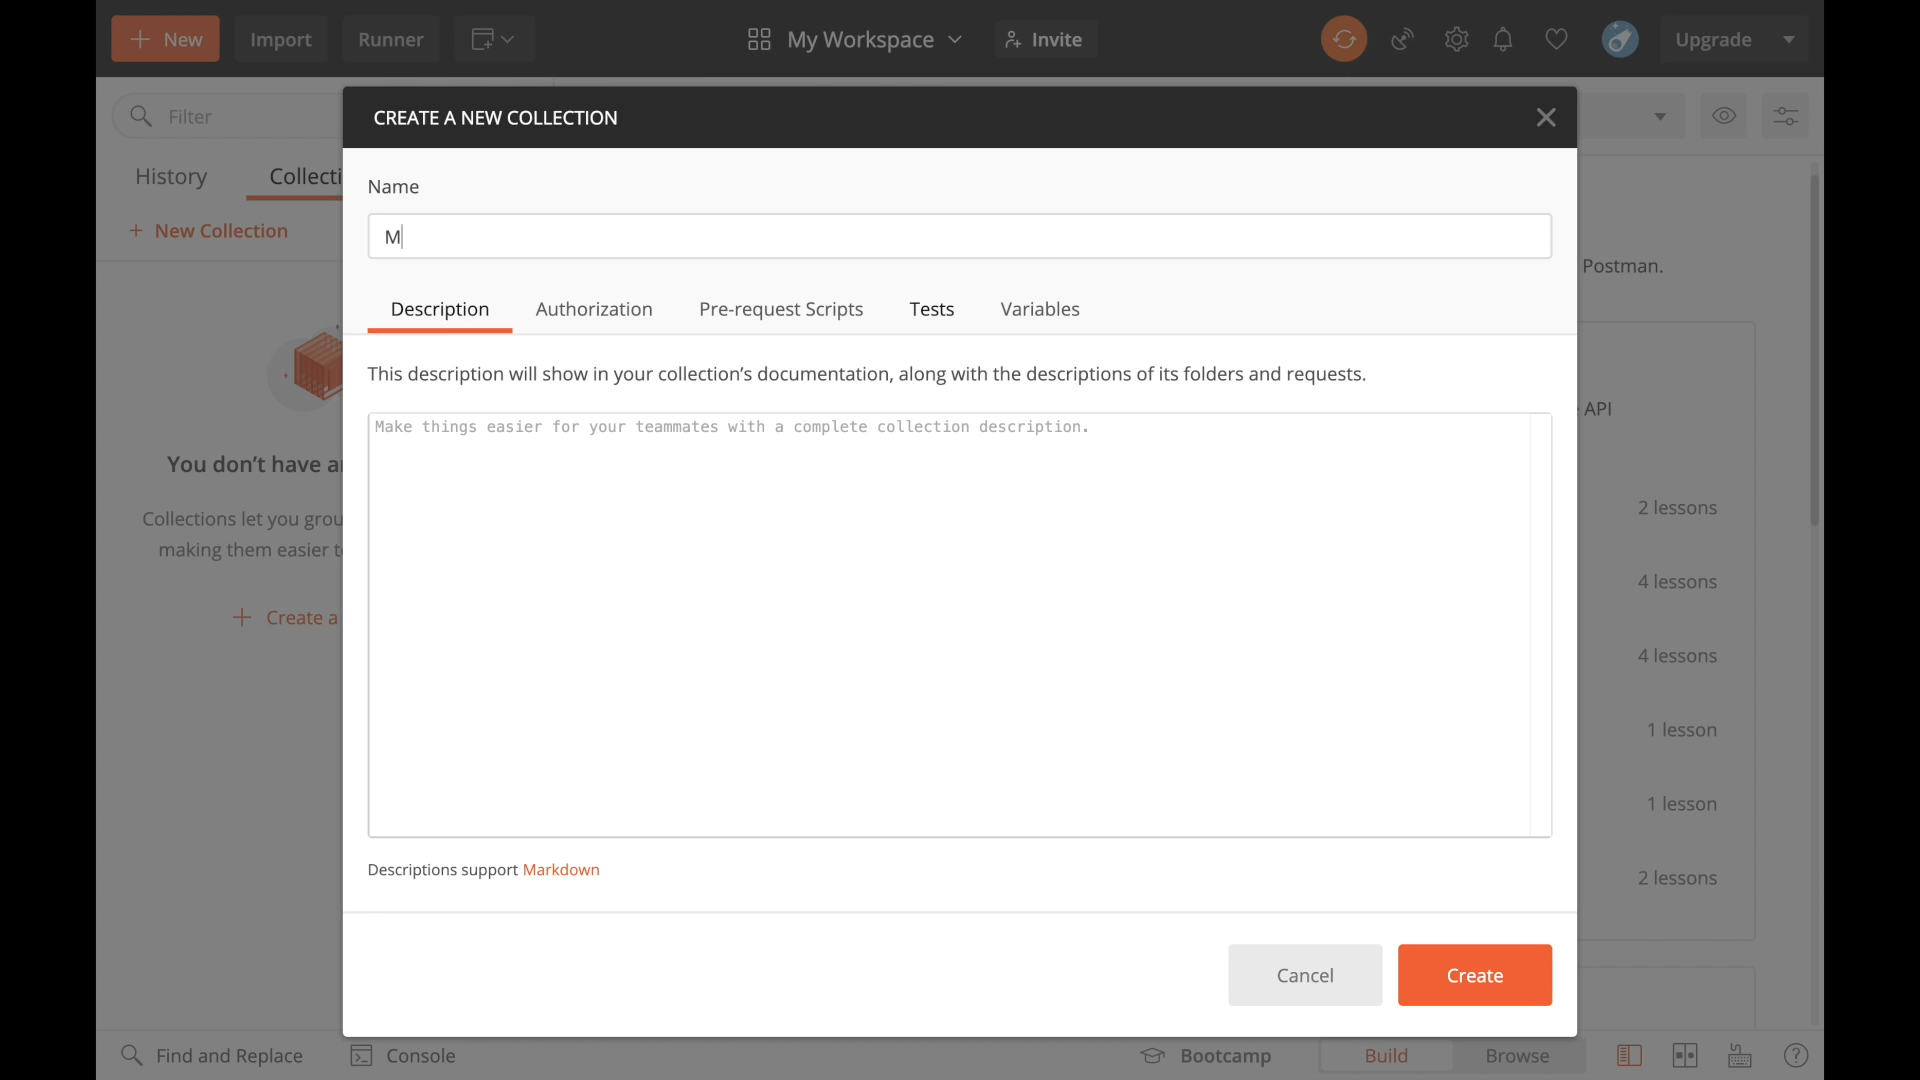 New Import Runner My Workspace Invite Upgrade
Filter
CREATE A NEW COLLECTION
History Collecti
Name
+ New Collection
M
Postman.
Description Authorization Pre-request Scripts Tests Variables
This description will show in your collection's documentation, along with the descriptions of its folders and requests.
API
Make things easier for your teammates with a complete collection description.
You don't have a
2 lessons
Collections let you grou
making them easier t
4 lessons
+ Create a
4 lessons
1 lesson
1 lesson
Descriptions support Markdown
2 lessons
Cancel Create
Find and Replace Console Bootcamp Build Browse